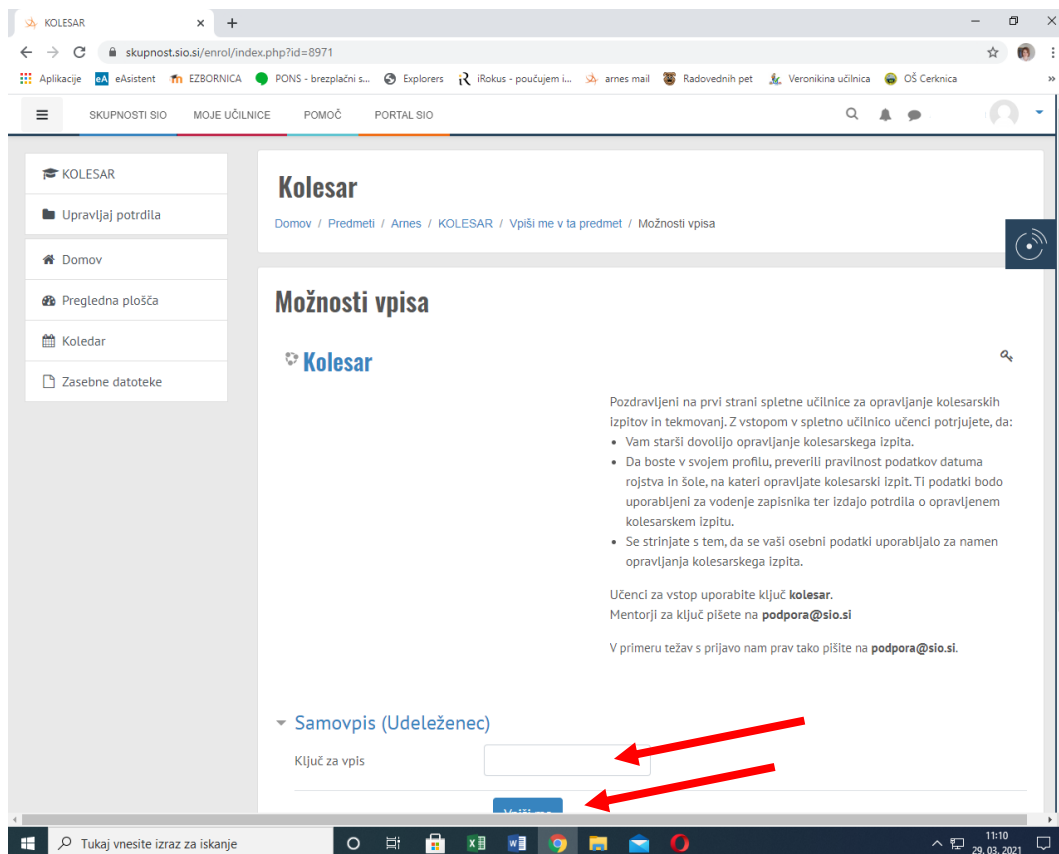 KOLESAR
skupnost.sio.si/enrol/index.php?id=8971
Aplikacije eA eAsistent EZBORNICA PONS - brezplačni s... Explorers iRokus - poučujem i... arnes mail Radovednih pet Veronikina učilnica OŠ Cerknica »
SKUPNOSTI SIO MOJE UČILNICE POMOČ PORTAL SIO
KOLESAR
Upravljaj potrdila
Domov
Pregledna plošča
Koledar
Zasebne datoteke
Kolesar
Domov / Predmeti / Arnes / KOLESAR / Vpiši me v ta predmet / Možnosti vpisa
Možnosti vpisa
Kolesar
Pozdravljeni na prvi strani spletne učilnice za opravljanje kolesarskih
izpitov in tekmovanj. Z vstopom v spletno učilnico učenci potrjujete, da:
• Vam starši dovolijo opravljanje kolesarskega izpita.
• Da boste v svojem profilu, preverili pravilnost podatkov datuma
rojstva in šole, na kateri opravljate kolesarski izpit. Ti podatki bodo
uporabljeni za vodenje zapisnika ter izdajo potrdila o opravljenem
kolesarskem izpitu.
• Se strinjate s tem, da se vaši osebni podatki uporabljalo za namen
opravljanja kolesarskega izpita.
Učenci za vstop uporabite ključ kolesar.
Mentorji za ključ pišete na podpora@sio.si
V primeru težav s prijavo nam prav tako pišite na podpora@sio.si.
Samovpis (Udeleženec)
Ključ za vpis
Vpiši me
Tukaj vnesite izraz za iskanje
11:10
29. 03. 2021